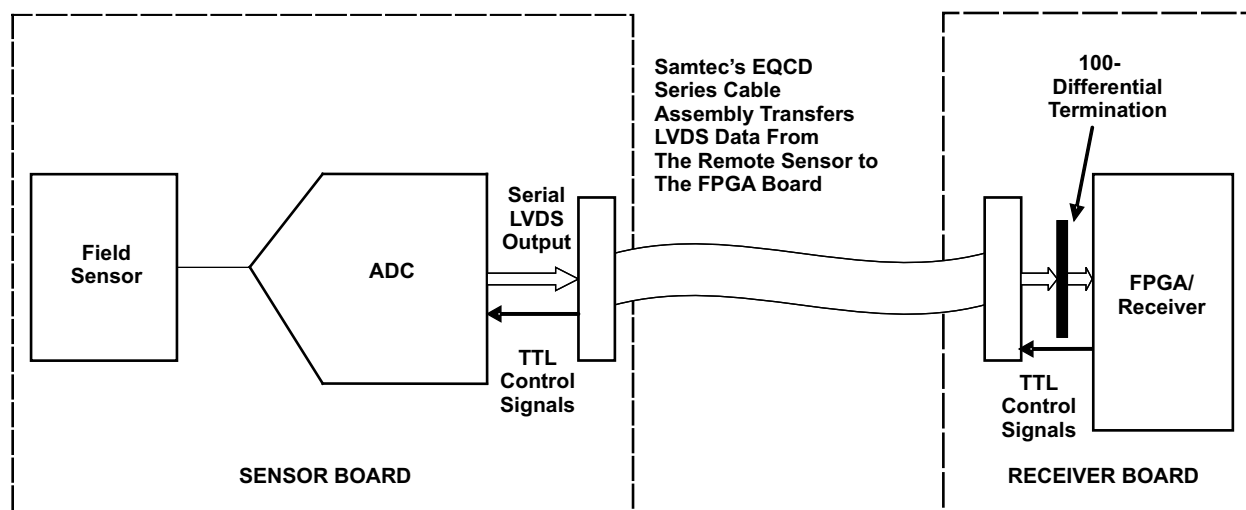 Samtec's EQCD
Series Cable
Assembly Transfers
LVDS Data From
The Remote Sensor to
The FPGA Board
100-
Differential
Termination
Field
Sensor
ADC
Serial
LVDS
Output
TTL
Control
Signals
FPGA/
Receiver
TTL
Control
Signals
SENSOR BOARD
RECEIVER BOARD